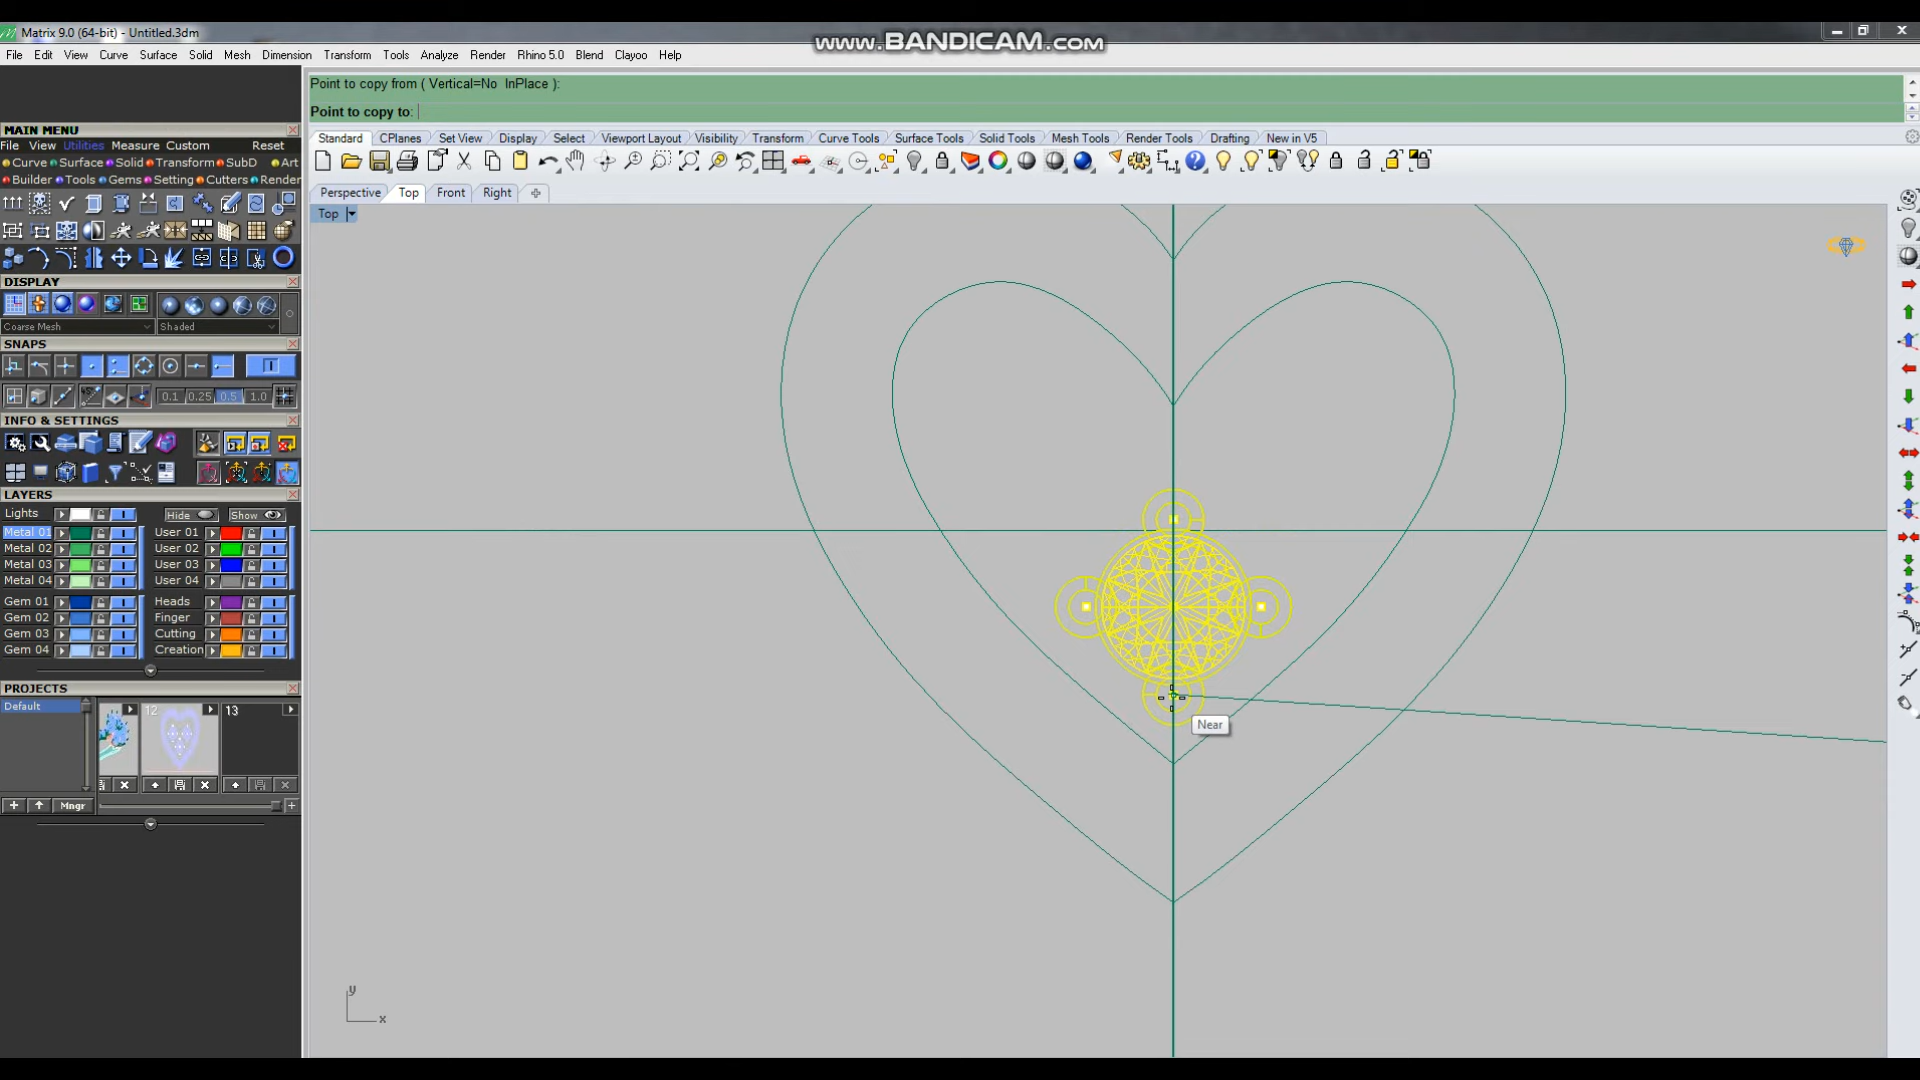 Matrix 9.0 (64-bit) - Untitled.3dm
www.BANDICAM.com
File Edit View Curve Surface Solid Mesh Dimension Transform Tools Analyze Render Rhino 5.0 Blend Clayoo Help
Point to copy from ( Vertical=No InPlace ):
Point to copy to:
Standard CPlanes Set View Display Select Viewport Layout Visibility Transform Curve Tools Surface Tools Solid Tools Mesh Tools Render Tools Drafting New in V5
Perspective Top Front Right
Top
MAIN MENU
File View Utilities Measure Custom Reset
Curve Surface Solid Transform SubD Art
Builder Tools Gems Setting Cutters Render
DISPLAY
Coarse Mesh Shaded
SNAPS
0.1 0.25 0.5 1.0
INFO & SETTINGS
LAYERS
Lights Hide Show
Metal 01 User 01
Metal 02 User 02
Metal 03 User 03
Metal 04 User 04
Gem 01 Heads
Gem 02 Finger
Gem 03 Cutting
Gem 04 Creation
PROJECTS
Default
12 13
Mngr
Near
y
x